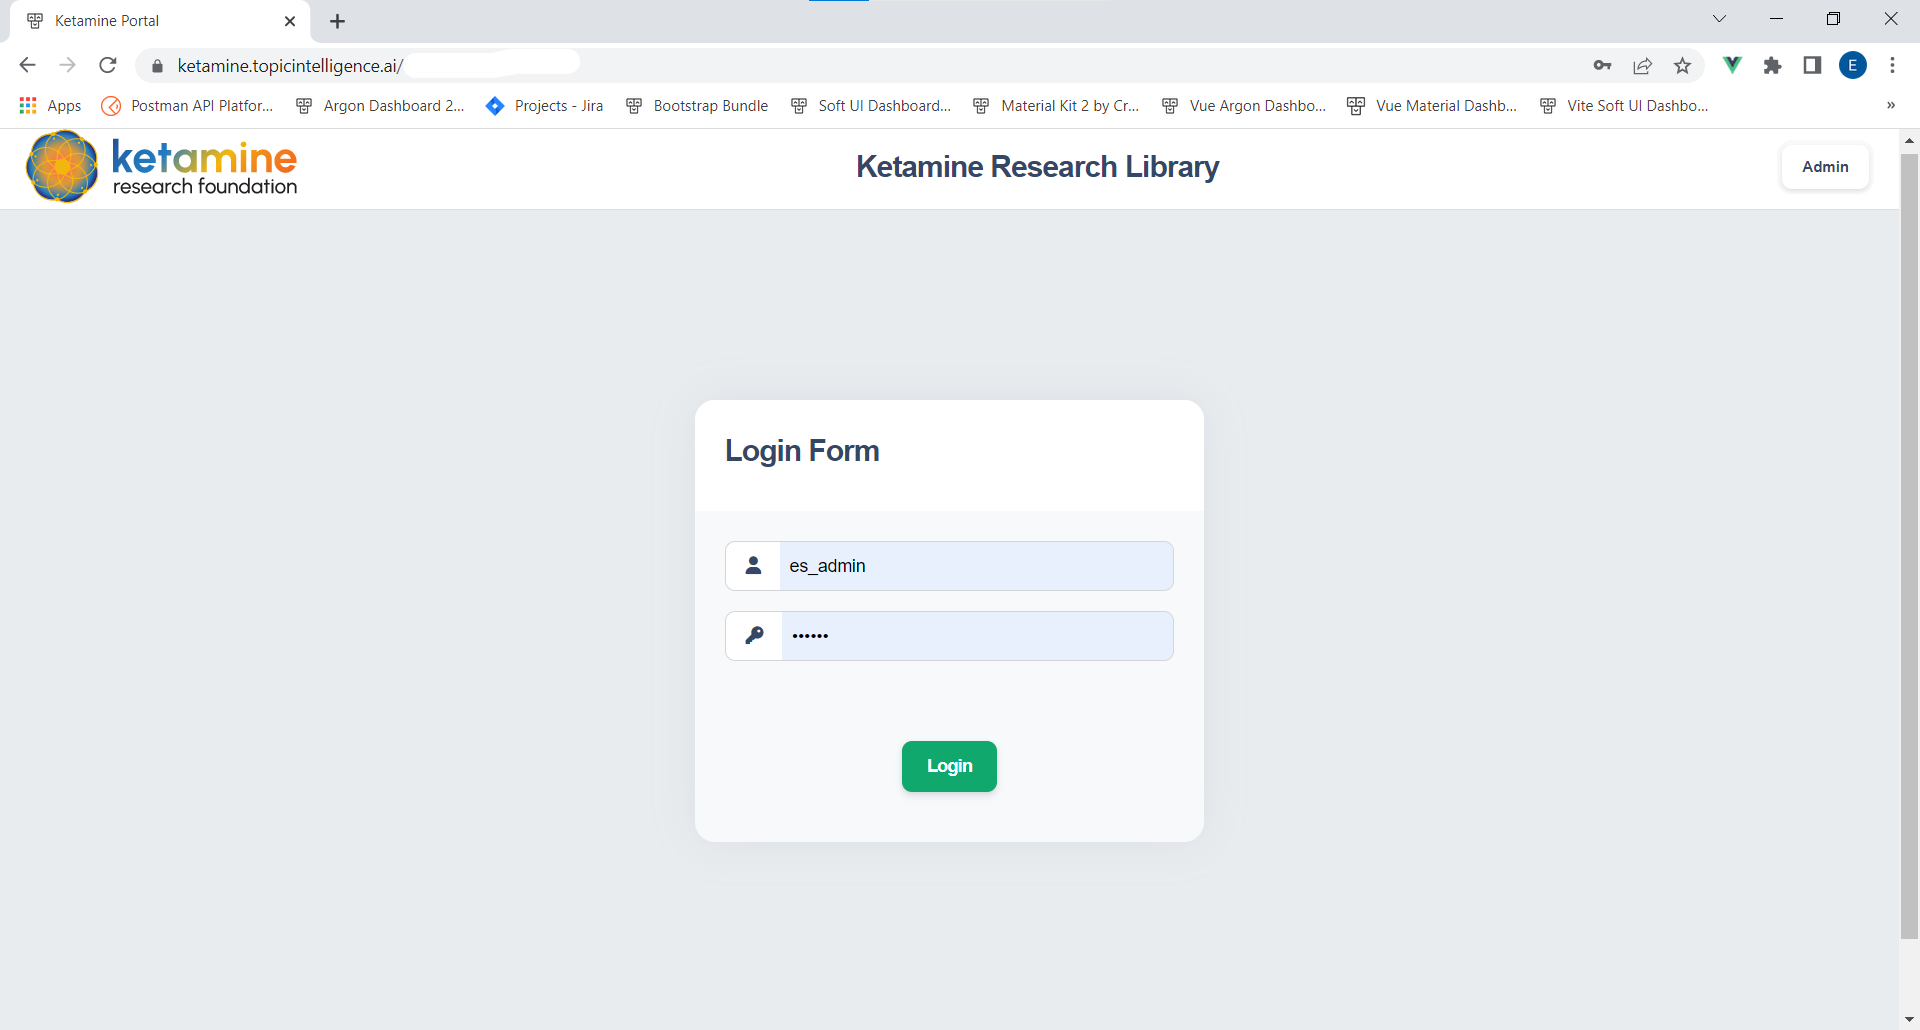 Ketamine Portal
ketamine.topicintelligence.ai/
E
Apps
Postman API Platfor...
Argon Dashboard 2...
Projects - Jira
Bootstrap Bundle
Soft UI Dashboard...
Material Kit 2 by Cr...
Vue Argon Dashbo...
Vue Material Dashb...
Vite Soft UI Dashbo...
»
ketamine
research foundation
Ketamine Research Library
Admin
Login Form
es_admin
••••••
Login